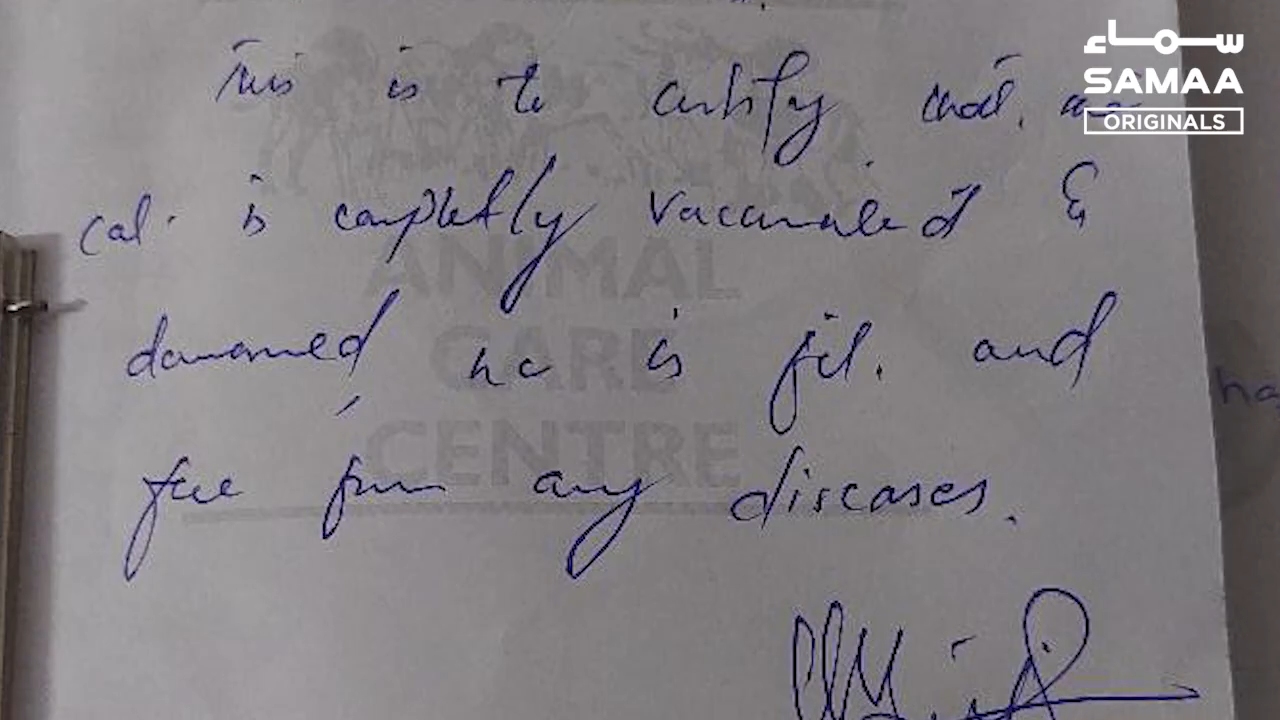 سماء
SAMAA
ORIGINALS
This is to certify that
cat is completly vaccinated &
dewormed he is fit. and
free from any diseases.
ANIMAL
CARE
CENTRE